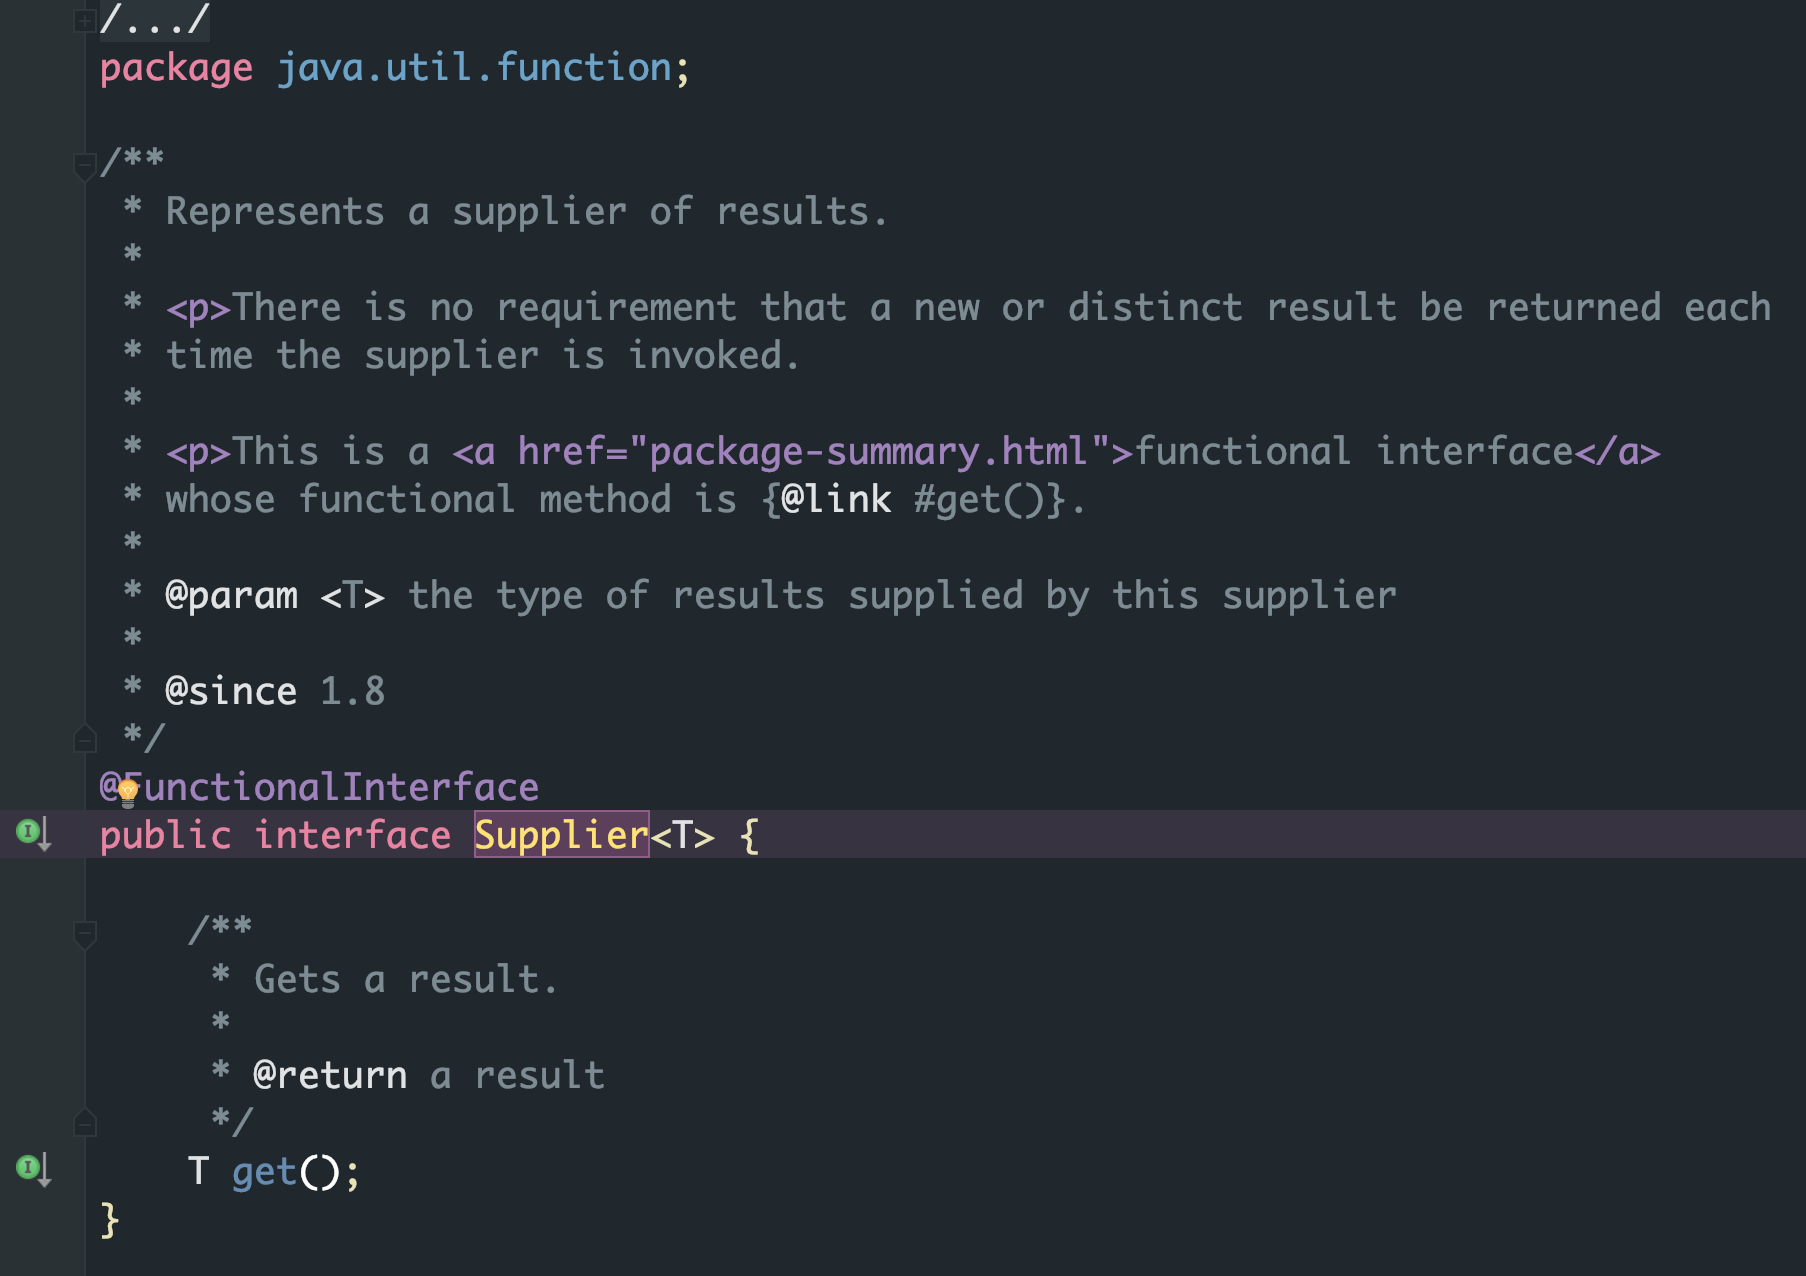 /.../
package java.util.function;
/**
 * Represents a supplier of results.
 *
 * <p>There is no requirement that a new or distinct result be returned each
 * time the supplier is invoked.
 *
 * <p>This is a <a href="package-summary.html">functional interface</a>
 * whose functional method is {@link #get()}.
 *
 * @param <T> the type of results supplied by this supplier
 *
 * @since 1.8
 */
@FunctionalInterface
public interface Supplier<T> {
    /**
     * Gets a result.
     *
     * @return a result
     */
    T get();
}